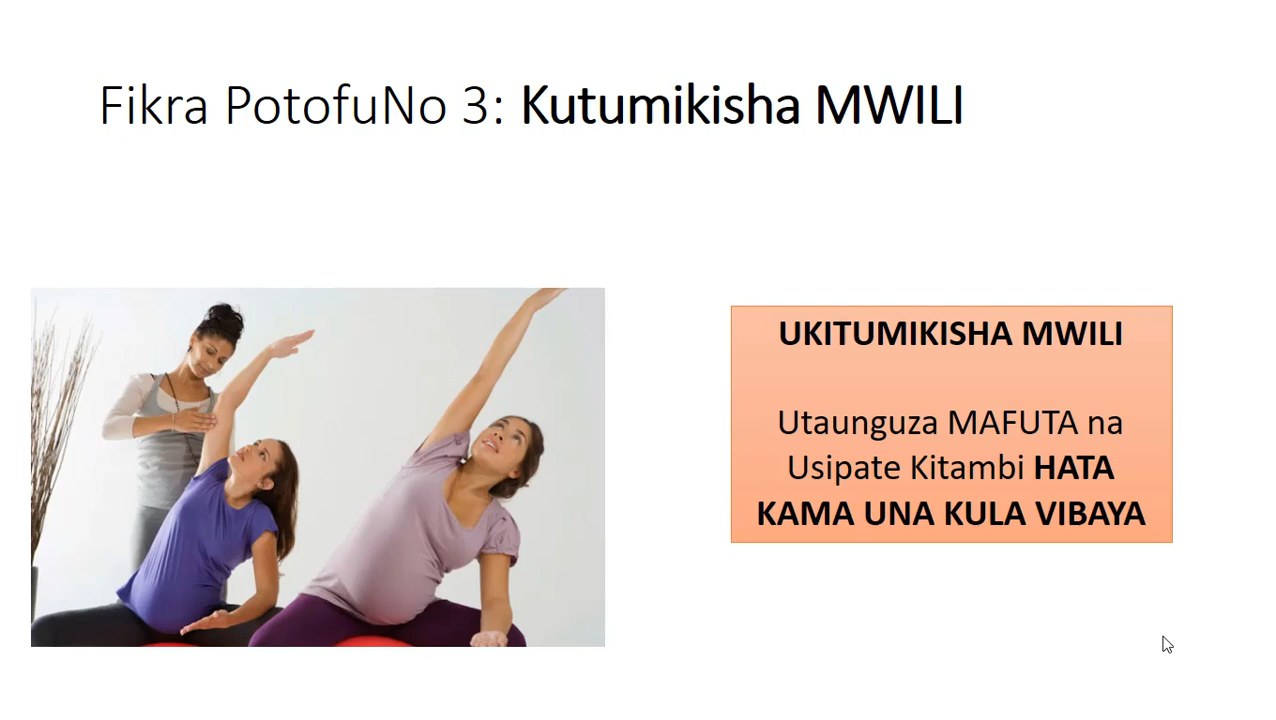 Fikra PotofuNo 3: Kutumikisha MWILI
UKITUMIKISHA MWILI
Utaunguza MAFUTA na
Usipate Kitambi HATA
KAMA UNA KULA VIBAYA